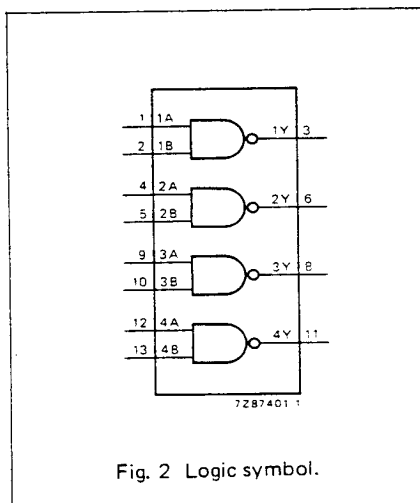 1 1A
2 1B
1Y 3
4 2A
5 2B
2Y 6
9 3A
10 3B
3Y 8
12 4A
13 4B
4Y 11
7Z87401.1
Fig. 2 Logic symbol.